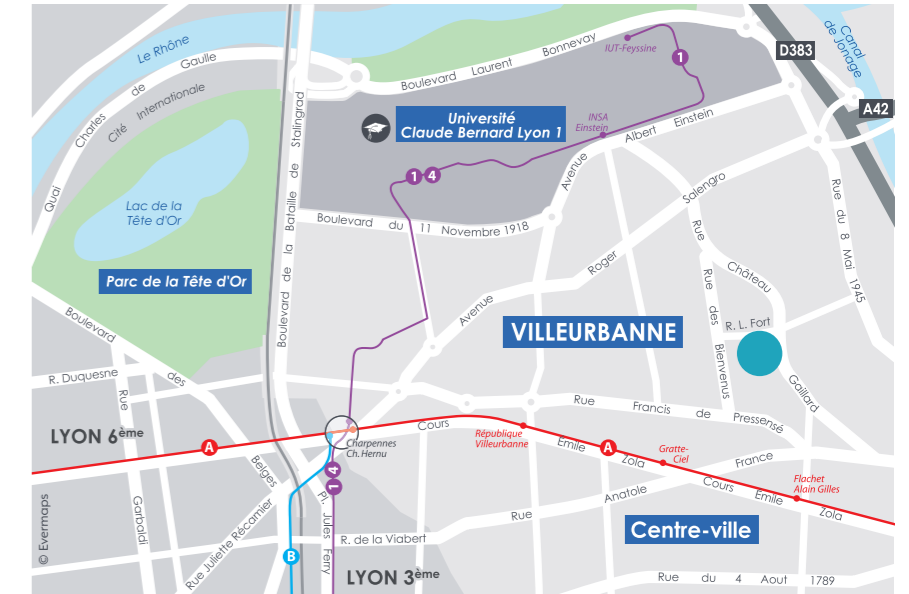 Le Rhône
Quai Charles de Gaulle
Cité Internationale
Boulevard Laurent Bonnevay
IUT-Feyssine
1
D383
Canal
de Jonage
A42
Université
Claude Bernard Lyon 1
INSA
Einstein
Avenue Albert Einstein
1 4
Lac de la
Tête d'Or
Parc de la Tête d'Or
Boulevard de la Bataille de Stalingrad
Boulevard du 11 Novembre 1918
Avenue Roger Salengro
Rue du 8 Mai 1945
Rue Château Gaillard
Rue des Bienvenus
R. L. Fort
VILLEURBANNE
Boulevard des Belges
R. Duquesne
Rue Garbaldi
LYON 6ème
A
Charpennes
Ch. Hernu
Cours Emile Zola
République
Villeurbanne
A
Rue Francis de Pressensé
Gratte-
Ciel
Flachet
Alain Gilles
Cours Emile Zola
Rue Anatole France
4
1
Pl. Jules Ferry
Rue Juliette Récamier
B
R. de la Viabert
Centre-ville
LYON 3ème
Rue du 4 Aout 1789
© Evermaps